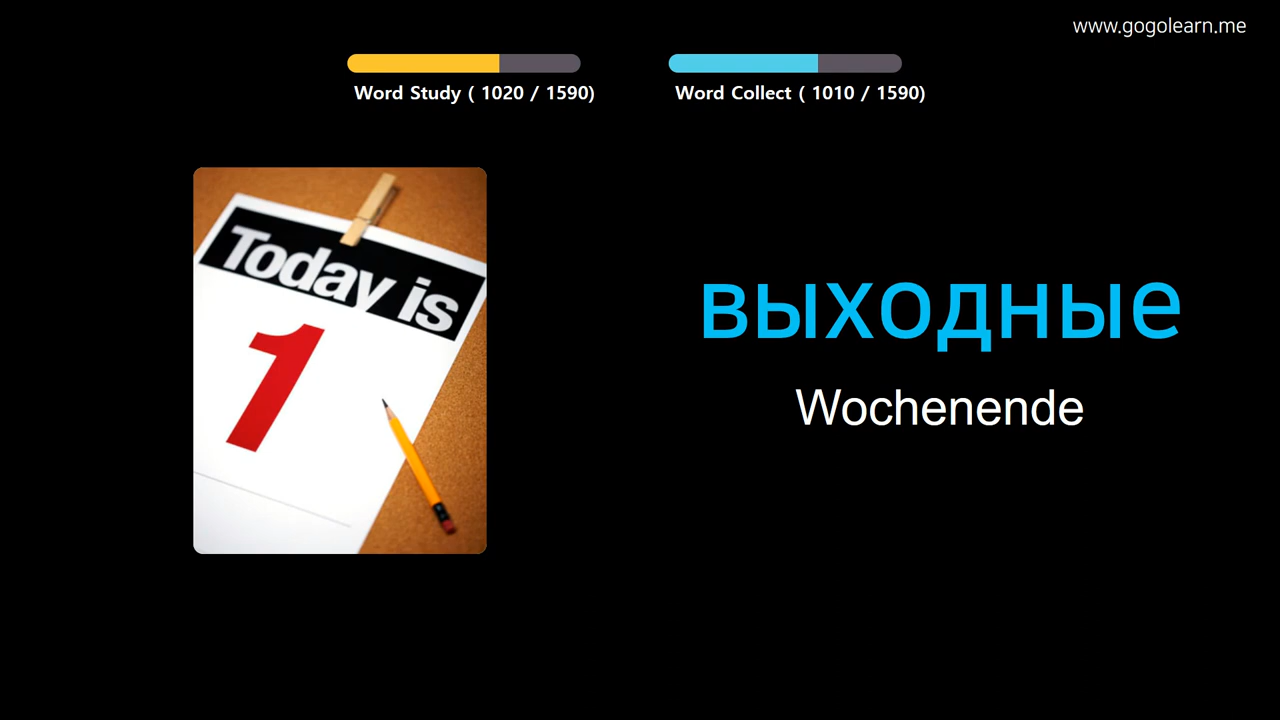 www.gogolearn.me
Word Study ( 1020 / 1590)
Word Collect ( 1010 / 1590)
Today is
1
выходные
Wochenende